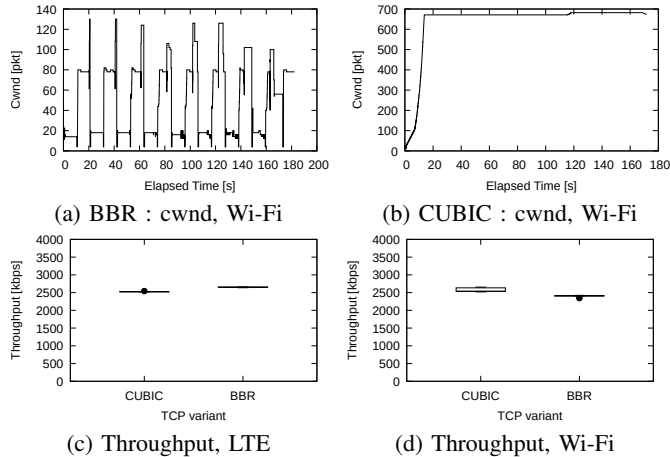 140
120
100
80
60
40
20
0
Cwnd [pkt]
0 20 40 60 80 100 120 140 160 180 200
Elapsed Time [s]
(a) BBR : cwnd, Wi-Fi
700
600
500
400
300
200
100
0
Cwnd [pkt]
0 20 40 60 80 100 120 140 160 180
Elapsed Time [s]
(b) CUBIC : cwnd, Wi-Fi
4000
3500
3000
2500
2000
1500
1000
500
0
Throughput [kbps]
CUBIC BBR
TCP variant
(c) Throughput, LTE
4000
3500
3000
2500
2000
1500
1000
500
0
Throughput [kbps]
CUBIC BBR
TCP variant
(d) Throughput, Wi-Fi